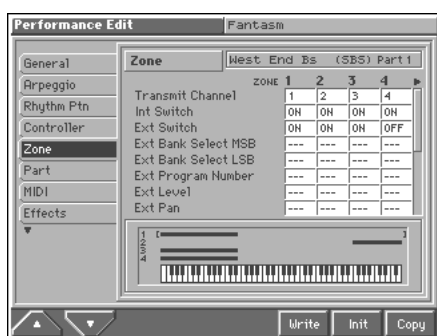 Performance Edit Fantasm
General
Arpeggio
Rhythm Ptn
Controller
Zone
Part
MIDI
Effects
Zone West End Bs (SBS) Part 1
ZONE 1 2 3 4
Transmit Channel 1 2 3 4
Int Switch ON ON ON ON
Ext Switch ON ON ON OFF
Ext Bank Select MSB --- --- --- ---
Ext Bank Select LSB --- --- --- ---
Ext Program Number --- --- --- ---
Ext Level --- --- --- ---
Ext Pan --- --- --- ---
1
2
3
4
Write Init Copy